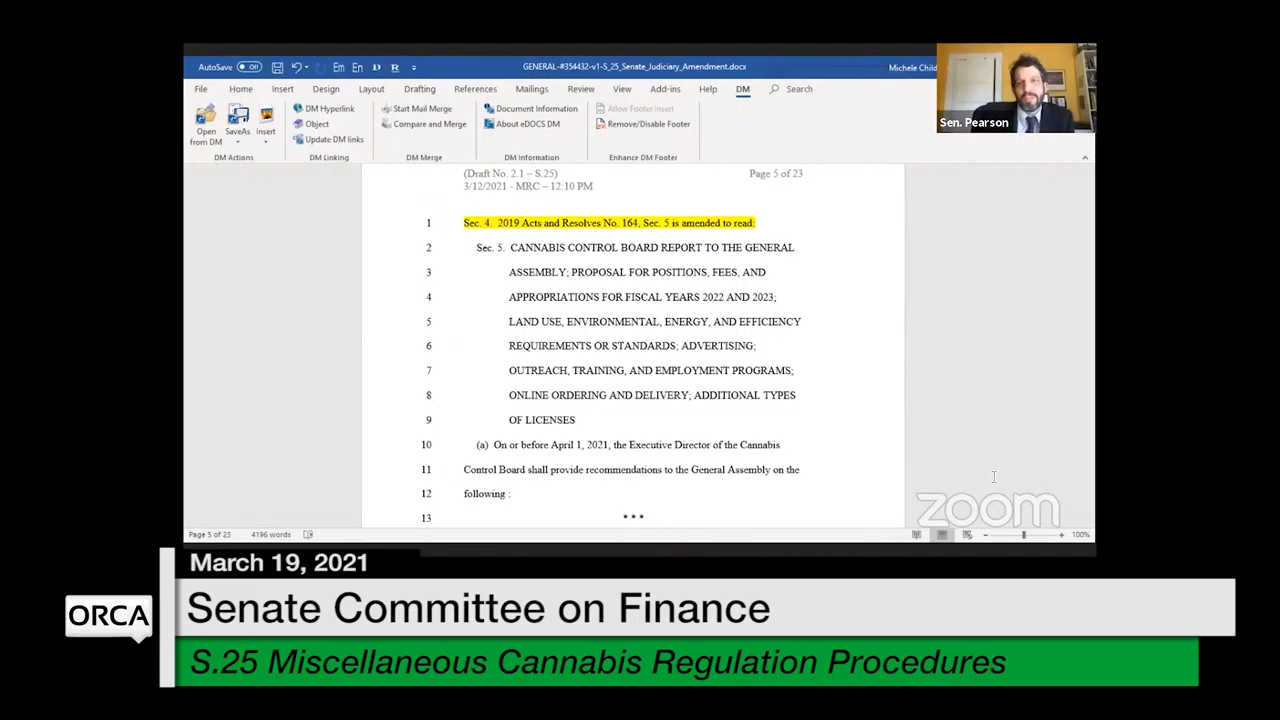 AutoSave Off
Em En D R
GENERAL-#354432-v1-S_25_Senate_Judiciary_Amendment.docx
Michele Child
Sen. Pearson
File Home Insert Design Layout Drafting References Mailings Review View Add-ins Help DM Search
Open from DM
SaveAs
Insert
DM Hyperlink
Object
Update DM links
Start Mail Merge
Compare and Merge
Document Information
About eDOCS DM
Allow Footer Insert
Remove/Disable Footer
DM Actions
DM Linking
DM Merge
DM Information
Enhance DM Footer
(Draft No. 2.1 – S.25) Page 5 of 23
3/12/2021 - MRC – 12:10 PM
1 Sec. 4. 2019 Acts and Resolves No. 164, Sec. 5 is amended to read:
2 Sec. 5. CANNABIS CONTROL BOARD REPORT TO THE GENERAL
3 ASSEMBLY; PROPOSAL FOR POSITIONS, FEES, AND
4 APPROPRIATIONS FOR FISCAL YEARS 2022 AND 2023;
5 LAND USE, ENVIRONMENTAL, ENERGY, AND EFFICIENCY
6 REQUIREMENTS OR STANDARDS; ADVERTISING;
7 OUTREACH, TRAINING, AND EMPLOYMENT PROGRAMS;
8 ONLINE ORDERING AND DELIVERY; ADDITIONAL TYPES
9 OF LICENSES
10 (a) On or before April 1, 2021, the Executive Director of the Cannabis
11 Control Board shall provide recommendations to the General Assembly on the
12 following :
13 * * *
zoom
Page 5 of 23 4196 words 100%
March 19, 2021
ORCA
Senate Committee on Finance
S.25 Miscellaneous Cannabis Regulation Procedures